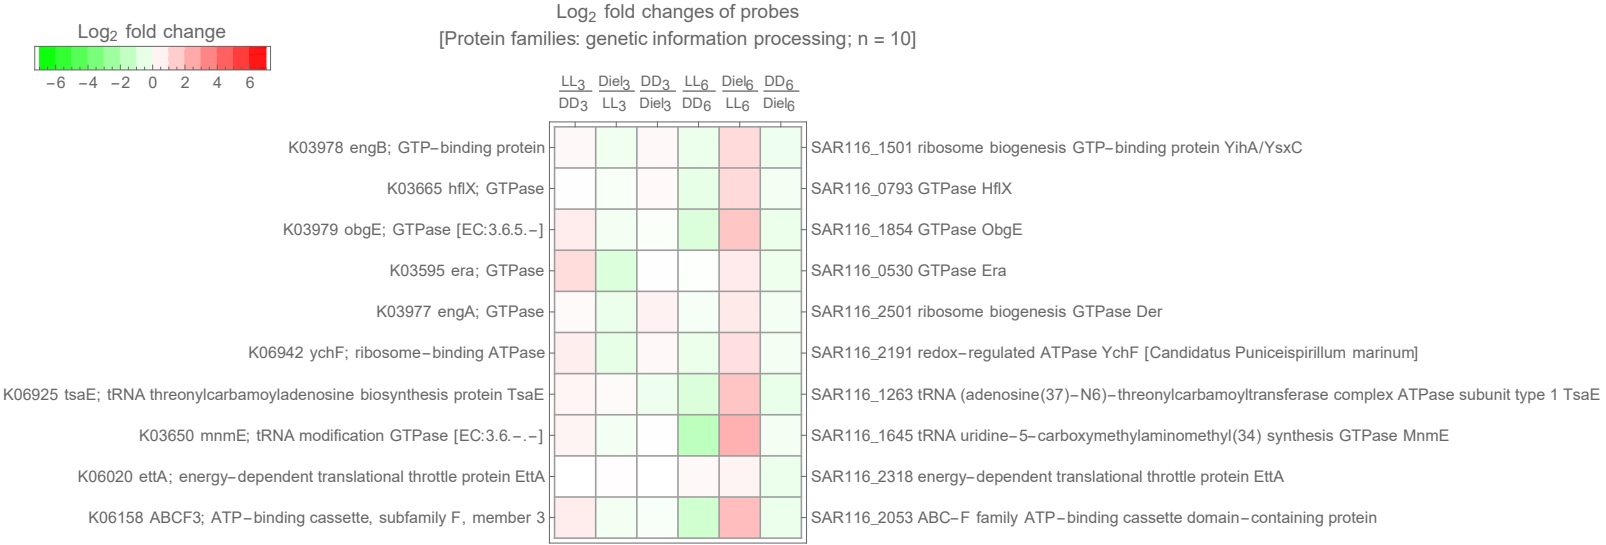 Log2 fold changes of probes
[Protein families: genetic information processing; n = 10]
Log2 fold change
−6 −4 −2 0 2 4 6
LL3 Diel3 DD3 LL6 Diel6 DD6
DD3 LL3 Diel3 DD6 LL6 Diel6
K03978 engB; GTP−binding protein SAR116_1501 ribosome biogenesis GTP−binding protein YihA/YsxC
K03665 hflX; GTPase SAR116_0793 GTPase HflX
K03979 obgE; GTPase [EC:3.6.5.−] SAR116_1854 GTPase ObgE
K03595 era; GTPase SAR116_0530 GTPase Era
K03977 engA; GTPase SAR116_2501 ribosome biogenesis GTPase Der
K06942 ychF; ribosome−binding ATPase SAR116_2191 redox−regulated ATPase YchF [Candidatus Puniceispirillum marinum]
K06925 tsaE; tRNA threonylcarbamoyladenosine biosynthesis protein TsaE SAR116_1263 tRNA (adenosine(37)−N6)−threonylcarbamoyltransferase complex ATPase subunit type 1 TsaE
K03650 mnmE; tRNA modification GTPase [EC:3.6.−.−] SAR116_1645 tRNA uridine−5−carboxymethylaminomethyl(34) synthesis GTPase MnmE
K06020 ettA; energy−dependent translational throttle protein EttA SAR116_2318 energy−dependent translational throttle protein EttA
K06158 ABCF3; ATP−binding cassette, subfamily F, member 3 SAR116_2053 ABC−F family ATP−binding cassette domain−containing protein